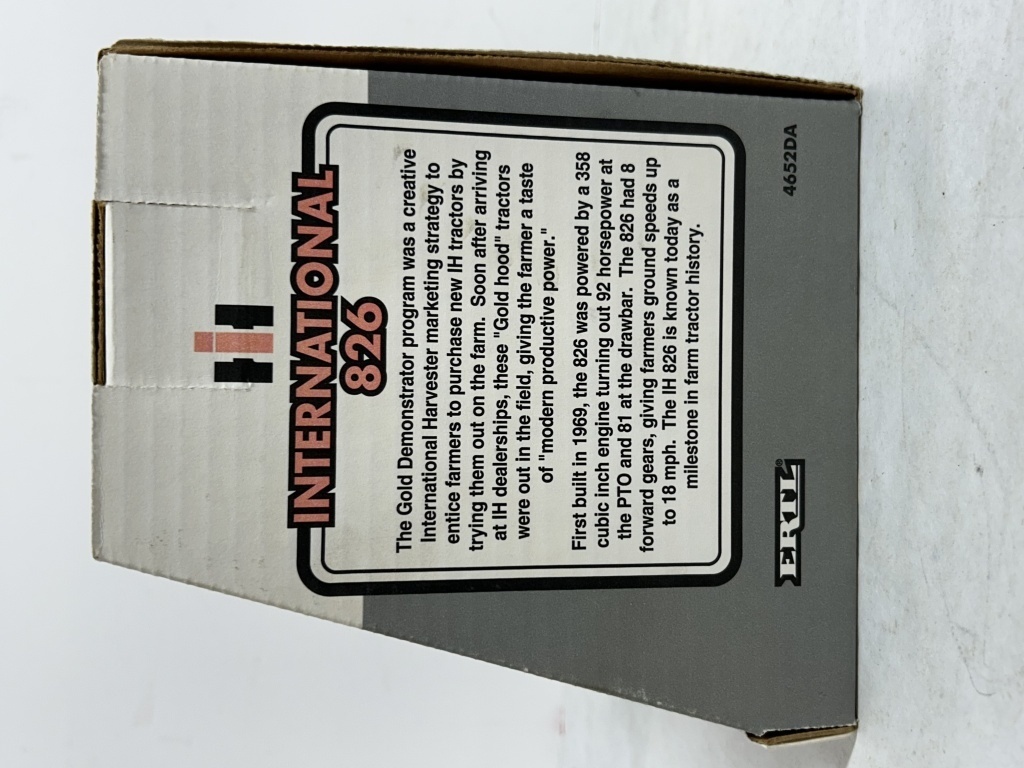 INTERNATIONAL
826
The Gold Demonstrator program was a creative
International Harvester marketing strategy to
entice farmers to purchase new IH tractors by
trying them out on the farm. Soon after arriving
at IH dealerships, these "Gold hood" tractors
were out in the field, giving the farmer a taste
of "modern productive power."
First built in 1969, the 826 was powered by a 358
cubic inch engine turning out 92 horsepower at
the PTO and 81 at the drawbar. The 826 had 8
forward gears, giving farmers ground speeds up
to 18 mph. The IH 826 is known today as a
milestone in farm tractor history.
ERTL®
4652DA